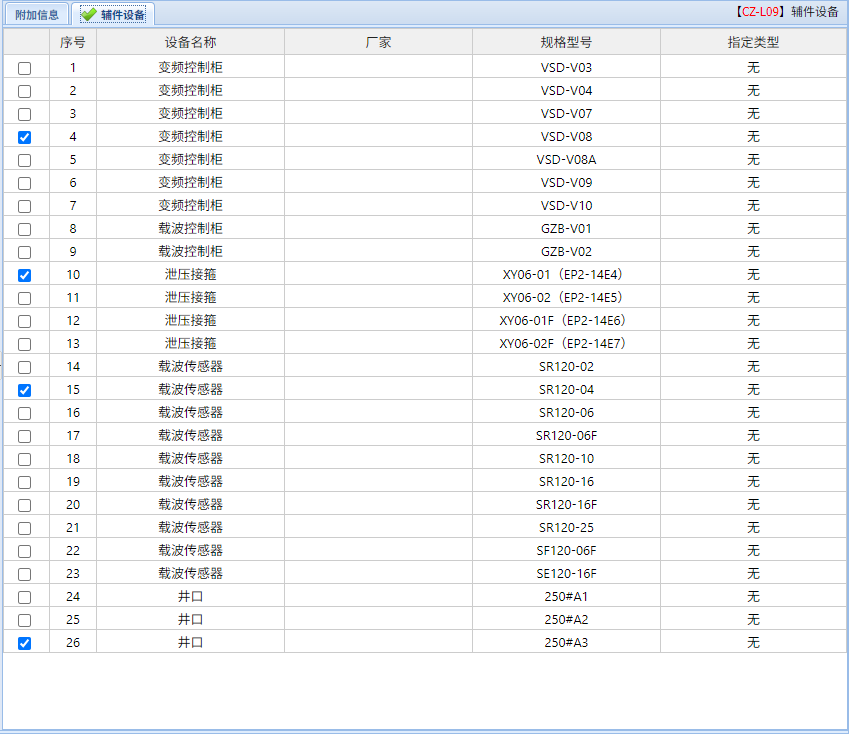 附加信息 辅件设备 【CZ-L09】辅件设备
序号 设备名称 厂家 规格型号 指定类型
1 变频控制柜 VSD-V03 无
2 变频控制柜 VSD-V04 无
3 变频控制柜 VSD-V07 无
4 变频控制柜 VSD-V08 无
5 变频控制柜 VSD-V08A 无
6 变频控制柜 VSD-V09 无
7 变频控制柜 VSD-V10 无
8 载波控制柜 GZB-V01 无
9 载波控制柜 GZB-V02 无
10 泄压接箍 XY06-01（EP2-14E4） 无
11 泄压接箍 XY06-02（EP2-14E5） 无
12 泄压接箍 XY06-01F（EP2-14E6） 无
13 泄压接箍 XY06-02F（EP2-14E7） 无
14 载波传感器 SR120-02 无
15 载波传感器 SR120-04 无
16 载波传感器 SR120-06 无
17 载波传感器 SR120-06F 无
18 载波传感器 SR120-10 无
19 载波传感器 SR120-16 无
20 载波传感器 SR120-16F 无
21 载波传感器 SR120-25 无
22 载波传感器 SF120-06F 无
23 载波传感器 SE120-16F 无
24 井口 250#A1 无
25 井口 250#A2 无
26 井口 250#A3 无